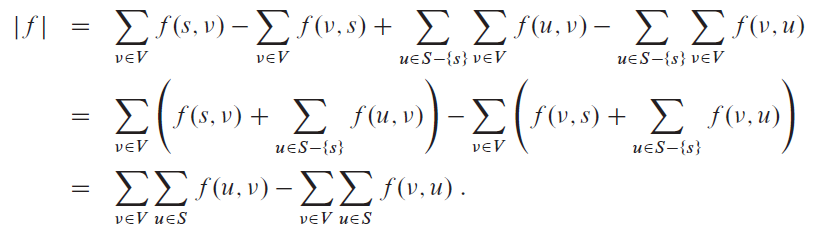 |f| = ∑_{v∈V} f(s, v) − ∑_{v∈V} f(v, s) + ∑_{u∈S−{s}} ∑_{v∈V} f(u, v) − ∑_{u∈S−{s}} ∑_{v∈V} f(v, u)
= ∑_{v∈V} ( f(s, v) + ∑_{u∈S−{s}} f(u, v) ) − ∑_{v∈V} ( f(v, s) + ∑_{u∈S−{s}} f(v, u) )
= ∑_{v∈V} ∑_{u∈S} f(u, v) − ∑_{v∈V} ∑_{u∈S} f(v, u) .